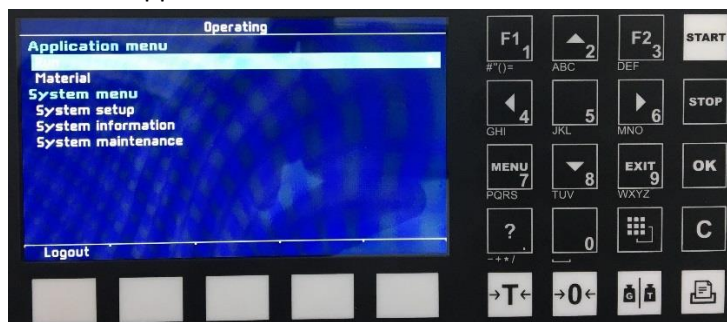 Operating
Application menu
Material
System menu
System setup
System information
System maintenance
Logout
F1 1
2
F2 3
START
#"()=
ABC
DEF
4
5
6
STOP
GHI
JKL
MNO
MENU 7
8
EXIT 9
OK
PQRS
TUV
WXYZ
? .
0
C
-+*/
→T←
→0←
G T